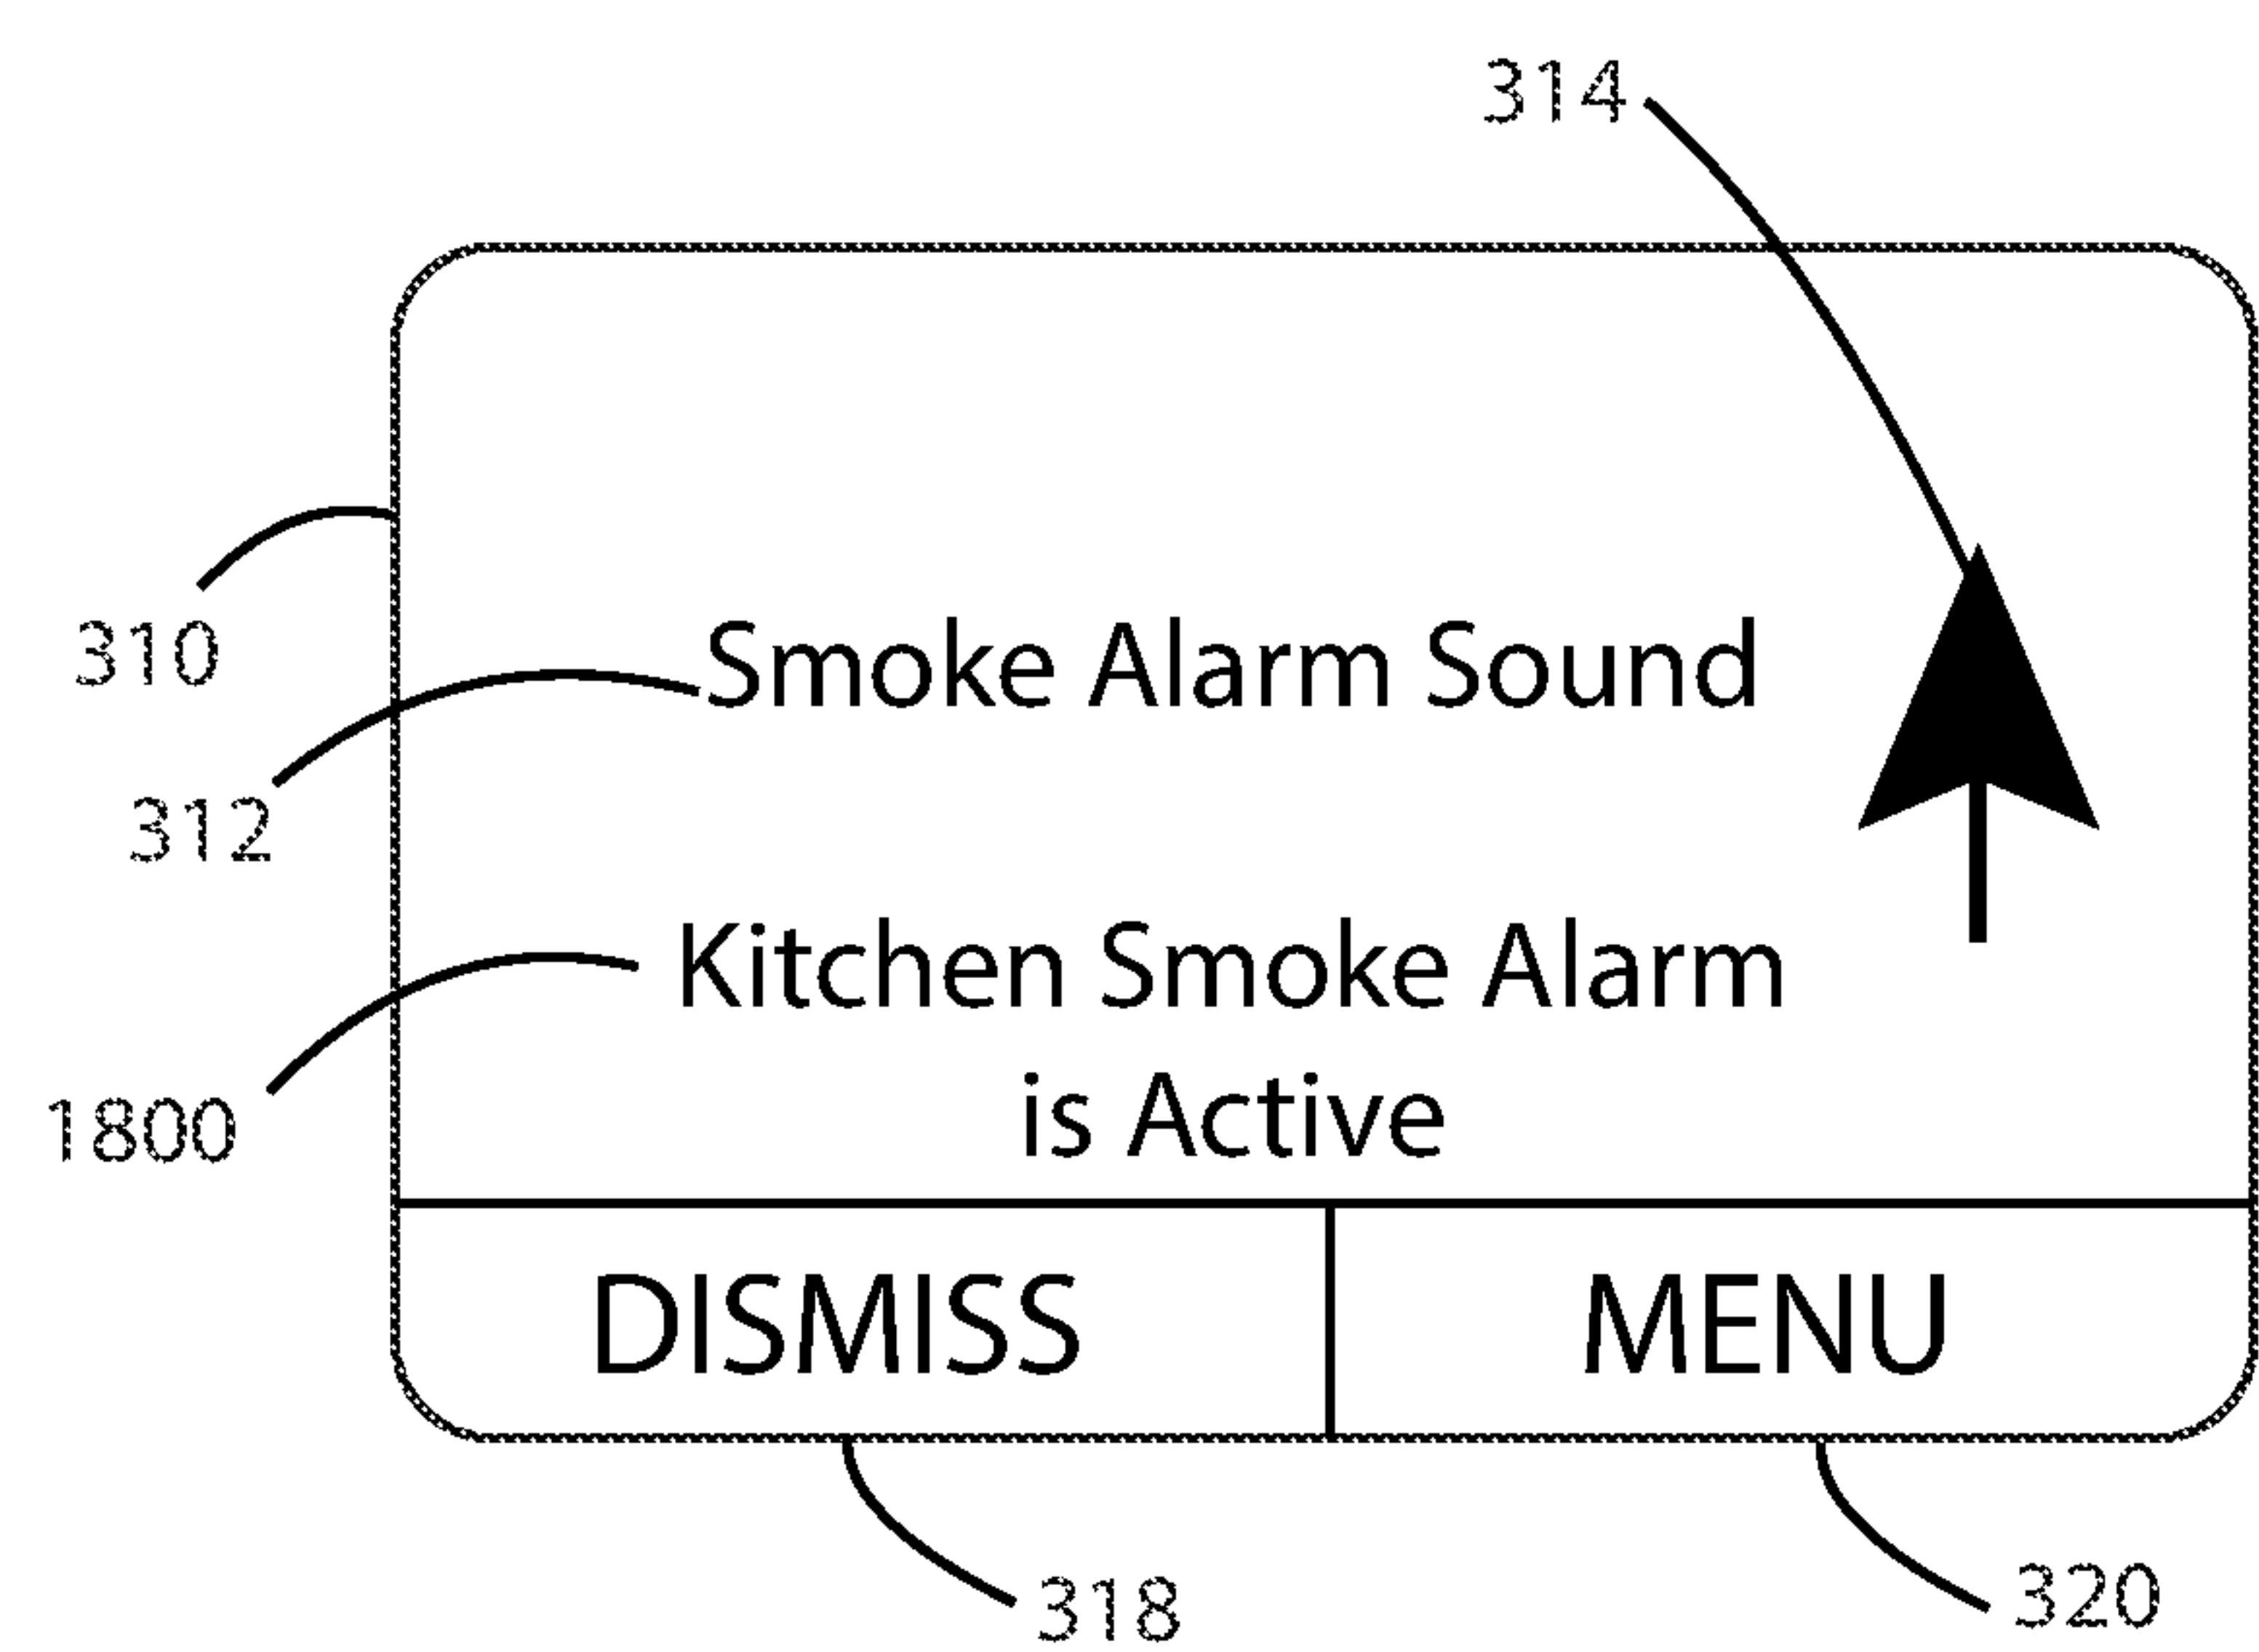 314
310
Smoke Alarm Sound
312
Kitchen Smoke Alarm
is Active
1800
DISMISS MENU
318
320